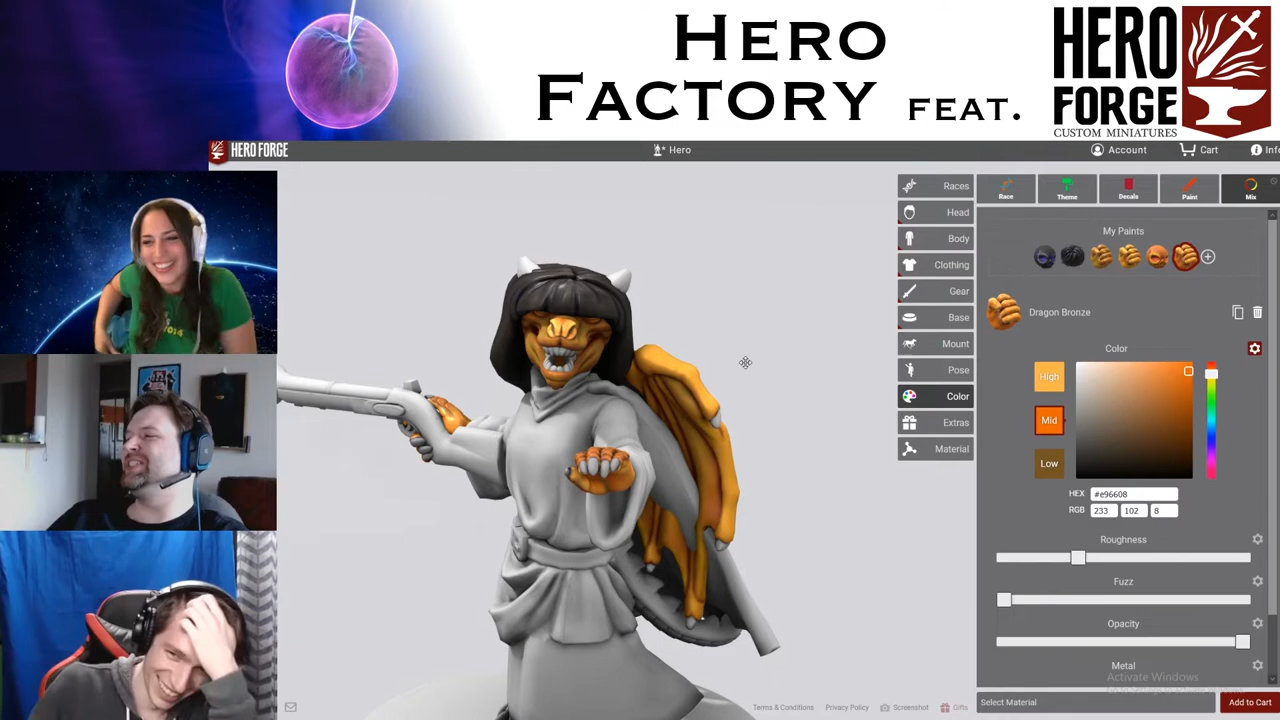 HERO
FACTORY FEAT.
HERO
FORGE
CUSTOM MINIATURES
HERO FORGE
Hero
Account
Cart
Info
Races
Head
Body
Clothing
Gear
Base
Mount
Pose
Color
Extras
Material
Race
Theme
Decals
Paint
Mix
My Paints
Dragon Bronze
Color
High
Mid
Low
HEX #e96608
RGB 233 102 8
Roughness
Fuzz
Opacity
Metal
Activate Windows
Select Material
Add to Cart
Terms & Conditions
Privacy Policy
Screenshot
Gifts